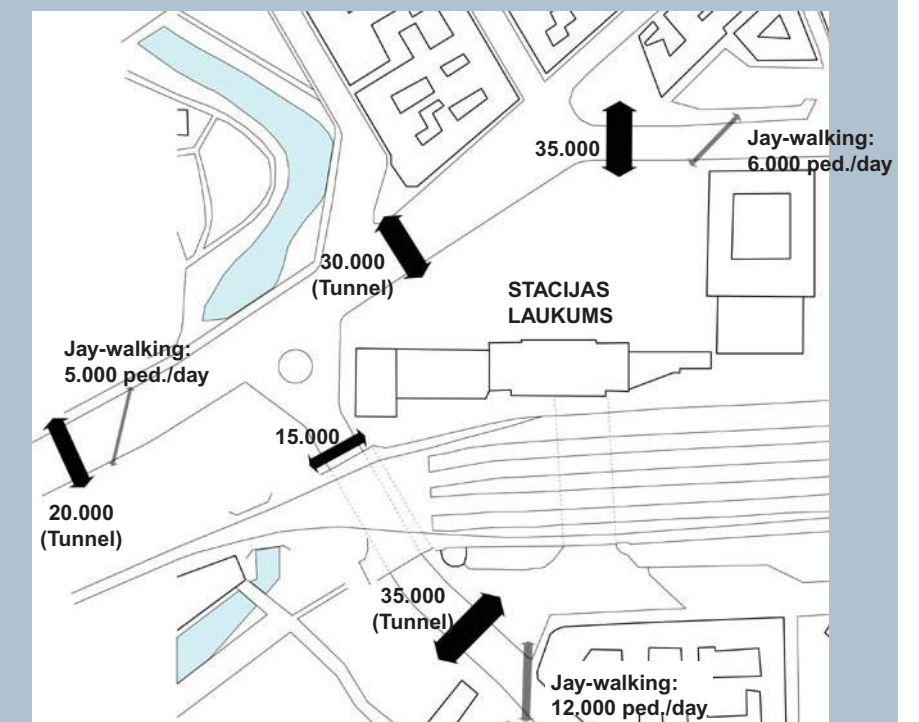 35.000
Jay-walking:
6.000 ped./day
30.000
(Tunnel)
STACIJAS
LAUKUMS
Jay-walking:
5.000 ped./day
15.000
20.000
(Tunnel)
35.000
(Tunnel)
Jay-walking:
12.000 ped./day